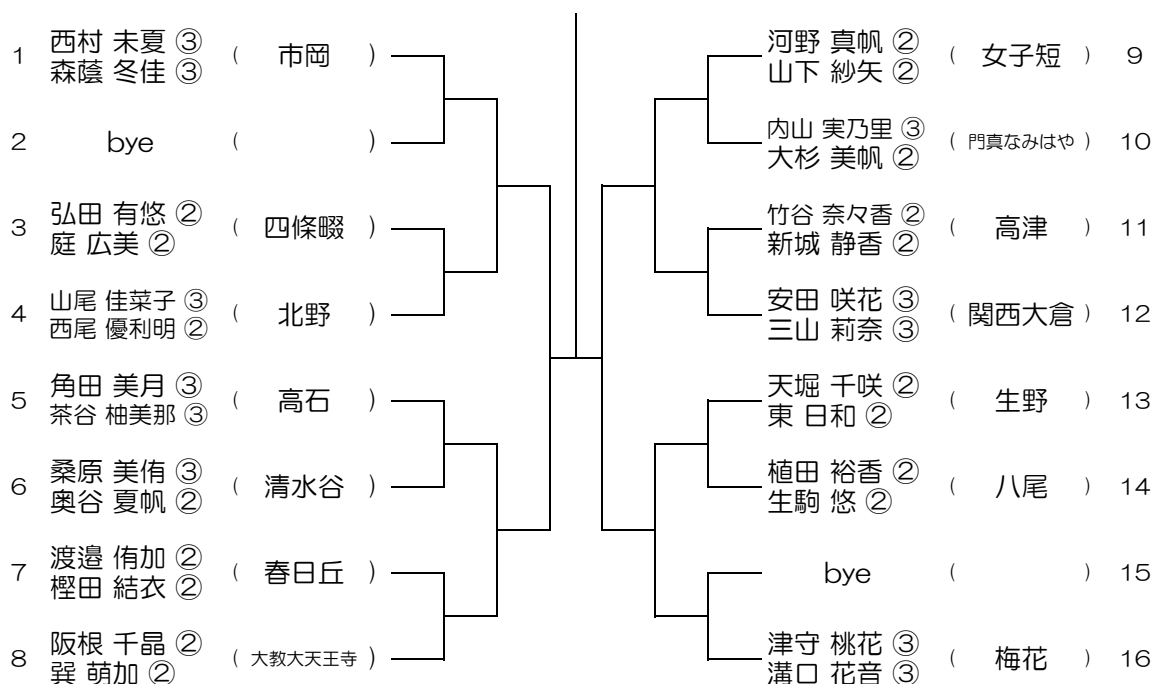 1 西村 未夏 ③ ( 市岡 )
森蔭 冬佳 ③
2 bye ( )
3 弘田 有悠 ② ( 四條畷 )
庭 広美 ②
4 山尾 佳菜子 ③ ( 北野 )
西尾 優利明 ②
5 角田 美月 ③ ( 高石 )
茶谷 柚美那 ③
6 桑原 美侑 ③ ( 清水谷 )
奥谷 夏帆 ②
7 渡邉 侑加 ② ( 春日丘 )
樫田 結衣 ②
8 阪根 千晶 ② ( 大教大天王寺 )
巽 萌加 ②
河野 真帆 ② ( 女子短 ) 9
山下 紗矢 ②
内山 実乃里 ③ ( 門真なみはや ) 10
大杉 美帆 ②
竹谷 奈々香 ② ( 高津 ) 11
新城 静香 ②
安田 咲花 ③ ( 関西大倉 ) 12
三山 莉奈 ③
天堀 千咲 ② ( 生野 ) 13
東 日和 ②
植田 裕香 ② ( 八尾 ) 14
生駒 悠 ②
bye ( ) 15
津守 桃花 ③ ( 梅花 ) 16
溝口 花音 ③